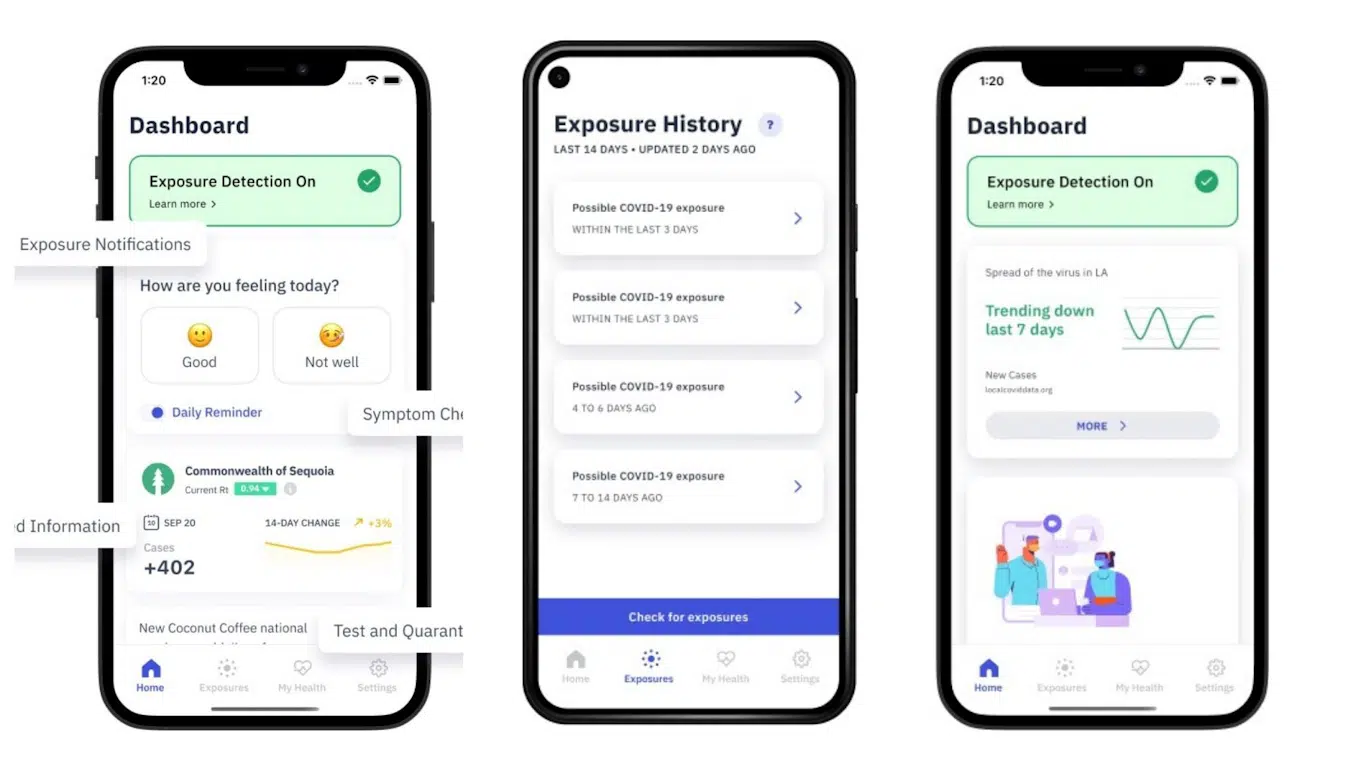 1:20
Dashboard
Exposure Detection On
Learn more >
Exposure Notifications
How are you feeling today?
Good
Not well
Daily Reminder
Symptom Che
Commonwealth of Sequoia
Current Rt 0.94
ed Information
10 SEP 20
14-DAY CHANGE +3%
Cases
+402
New Coconut Coffee national
Test and Quarant
Home
Exposures
My Health
Settings
Exposure History ?
LAST 14 DAYS • UPDATED 2 DAYS AGO
Possible COVID-19 exposure
WITHIN THE LAST 3 DAYS
Possible COVID-19 exposure
WITHIN THE LAST 3 DAYS
Possible COVID-19 exposure
4 TO 6 DAYS AGO
Possible COVID-19 exposure
7 TO 14 DAYS AGO
Check for exposures
Home
Exposures
My Health
Settings
1:20
Dashboard
Exposure Detection On
Learn more >
Spread of the virus in LA
Trending down
last 7 days
New Cases
localcoviddata.org
MORE >
Home
Exposures
My Health
Settings